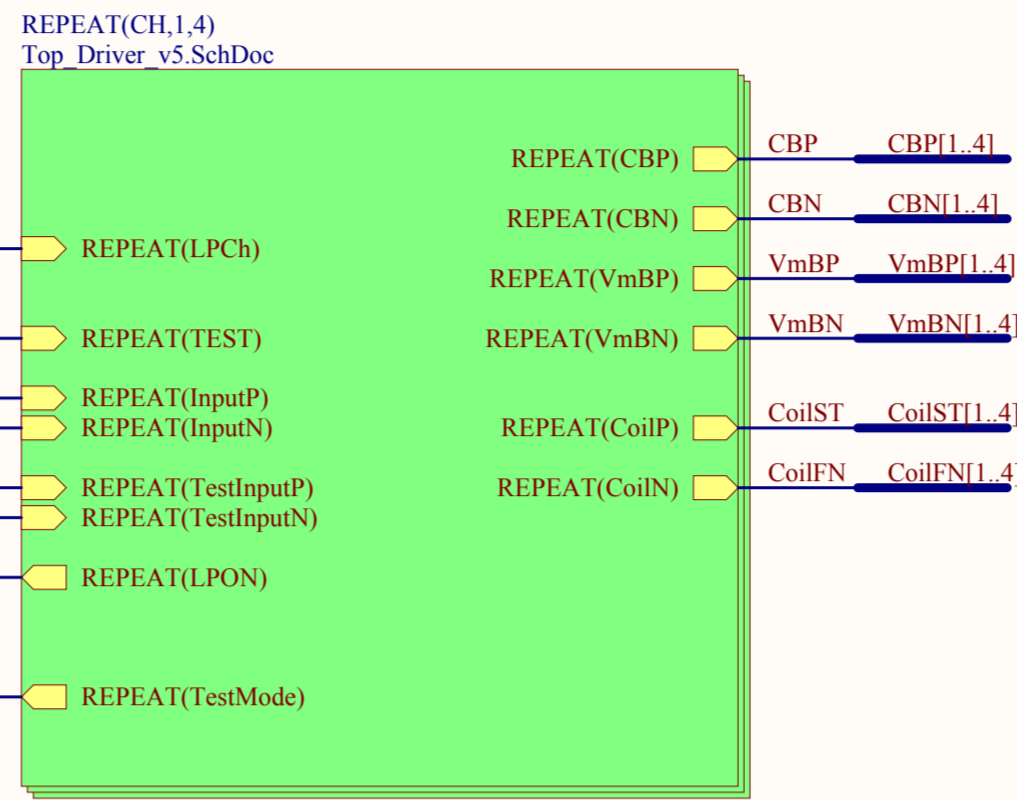 REPEAT(CH,1,4)
Top_Driver_v5.SchDoc
REPEAT(CBP) CBP CBP[1..4]
REPEAT(CBN) CBN CBN[1..4]
REPEAT(LPCh)
REPEAT(VmBP) VmBP VmBP[1..4]
REPEAT(TEST) REPEAT(VmBN) VmBN VmBN[1..4]
REPEAT(InputP)
REPEAT(InputN) REPEAT(CoilP) CoilST CoilST[1..4]
REPEAT(TestInputP) REPEAT(CoilN) CoilFN CoilFN[1..4]
REPEAT(TestInputN)
REPEAT(LPON)
REPEAT(TestMode)